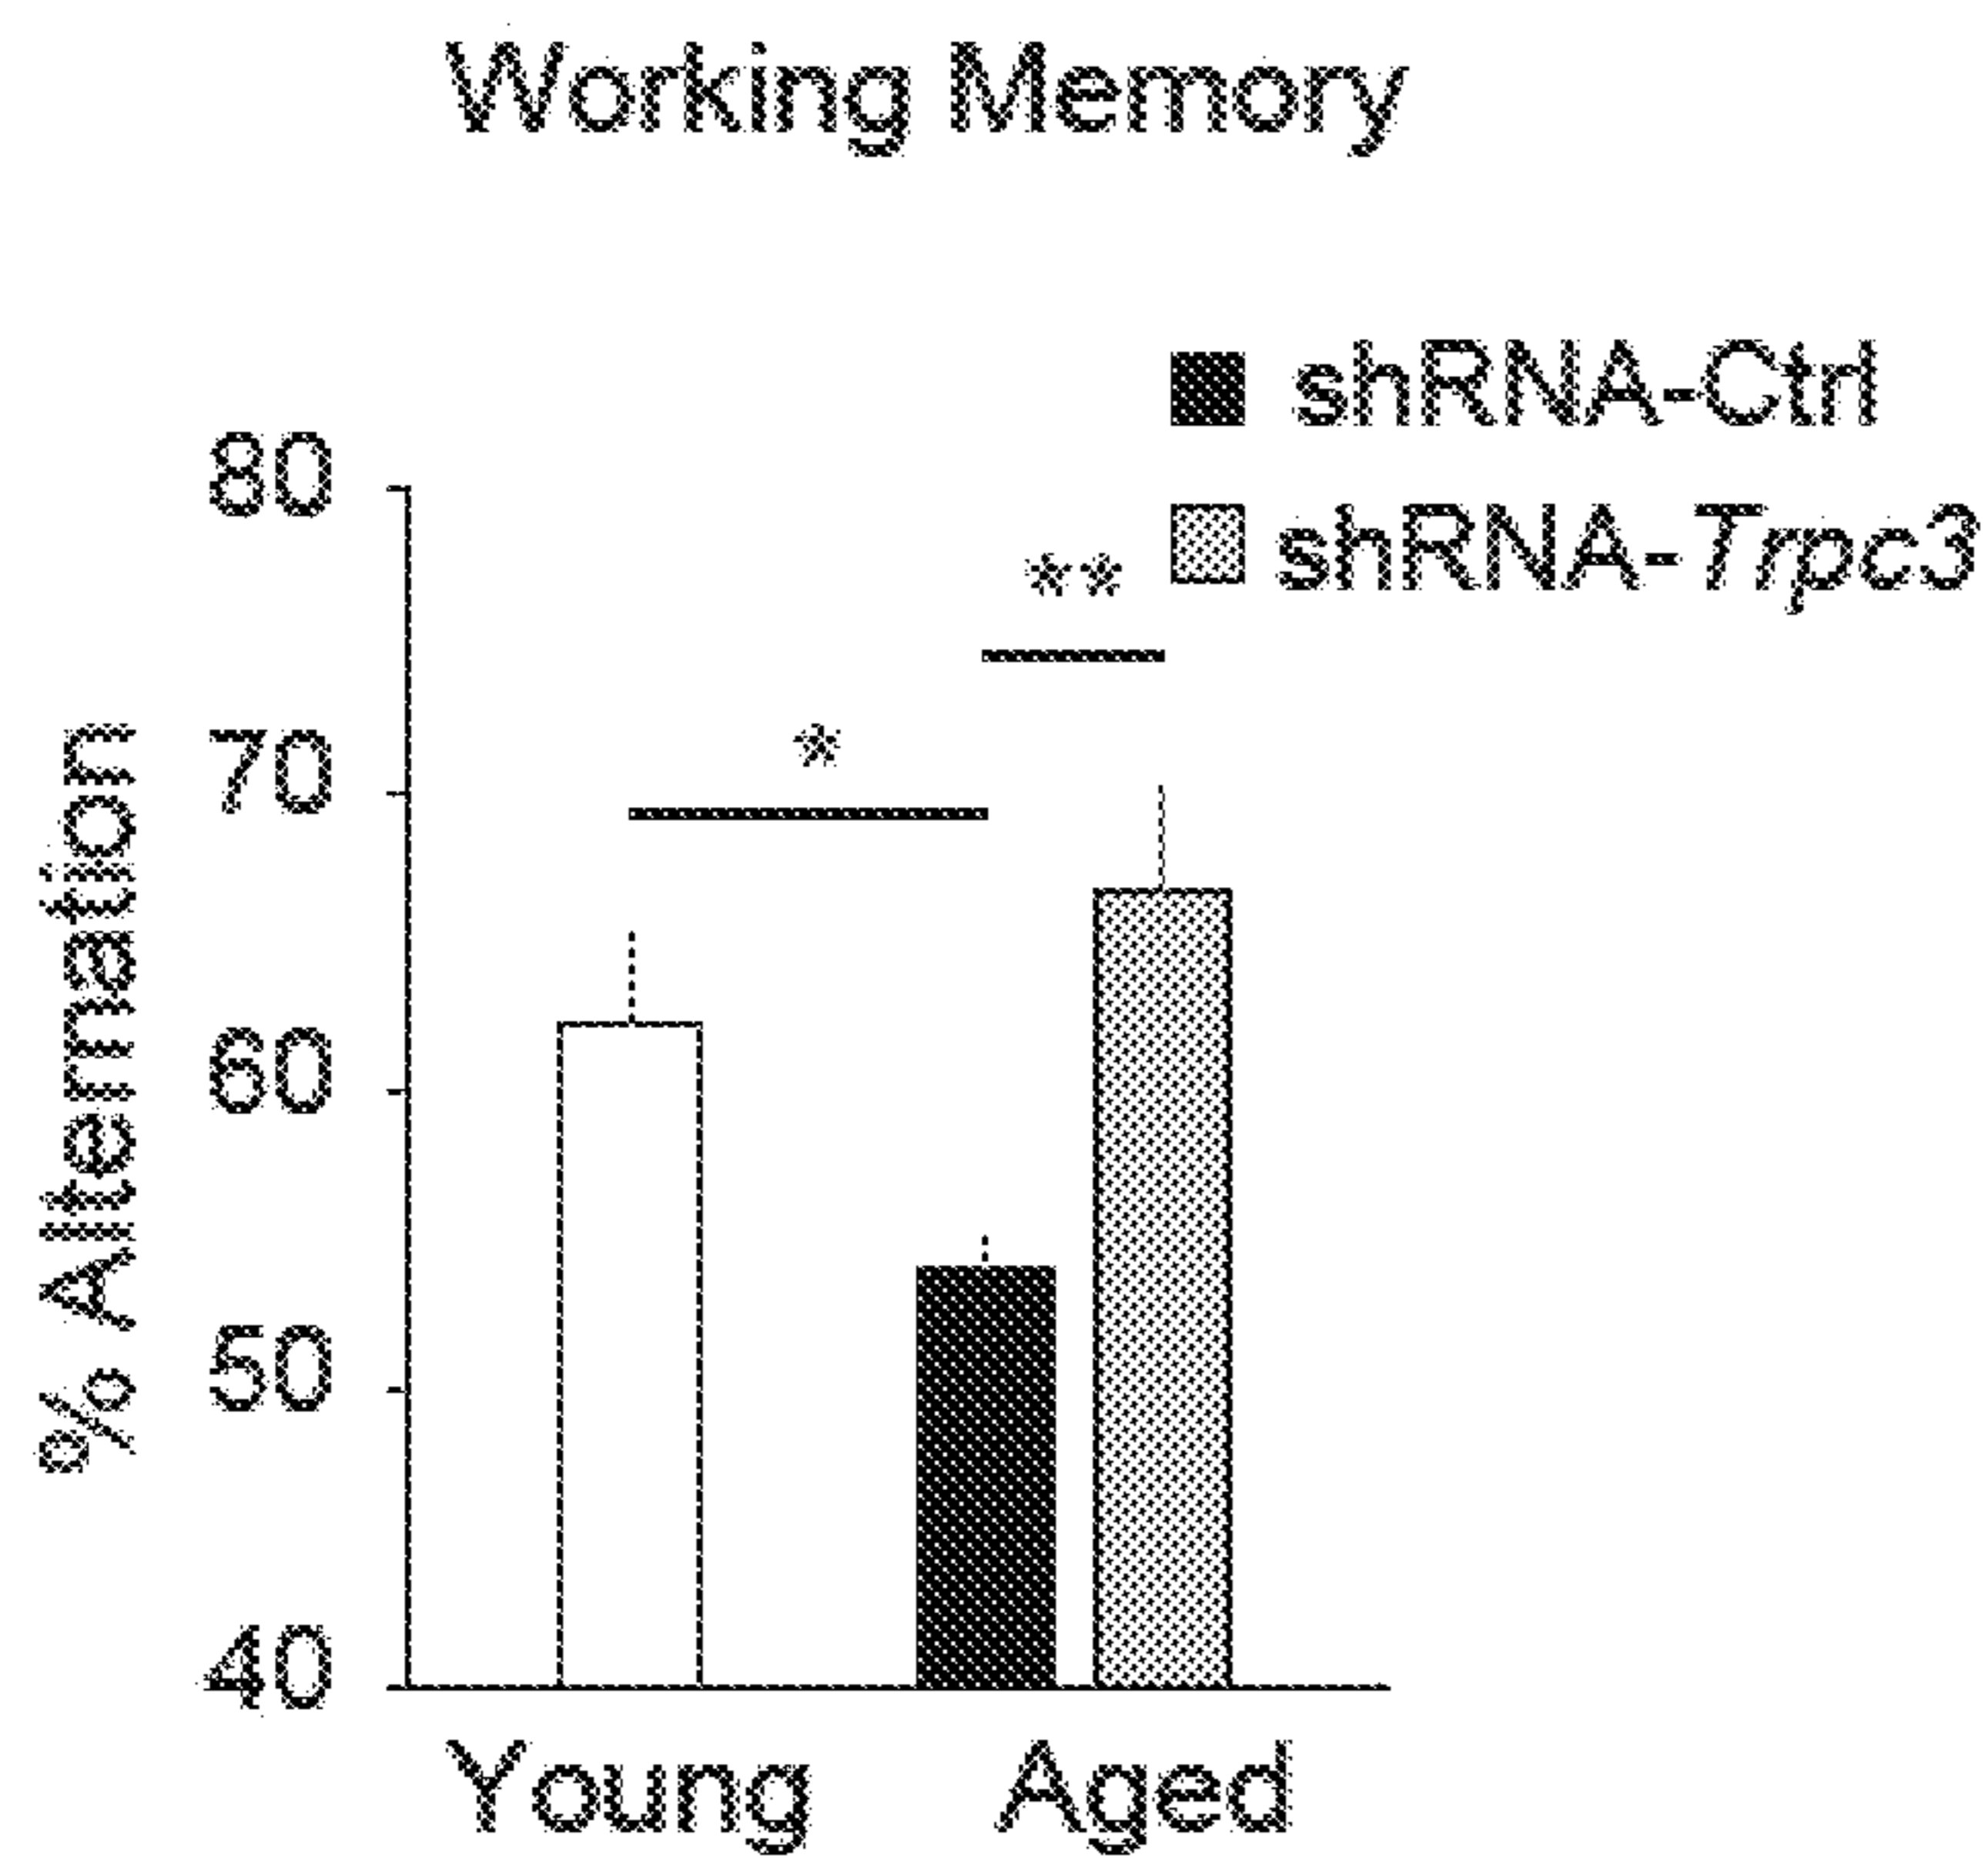 Working Memory
shRNA-Ctrl
shRNA-Trpc3
**
*
% Alternation
80
70
60
50
40
Young Aged